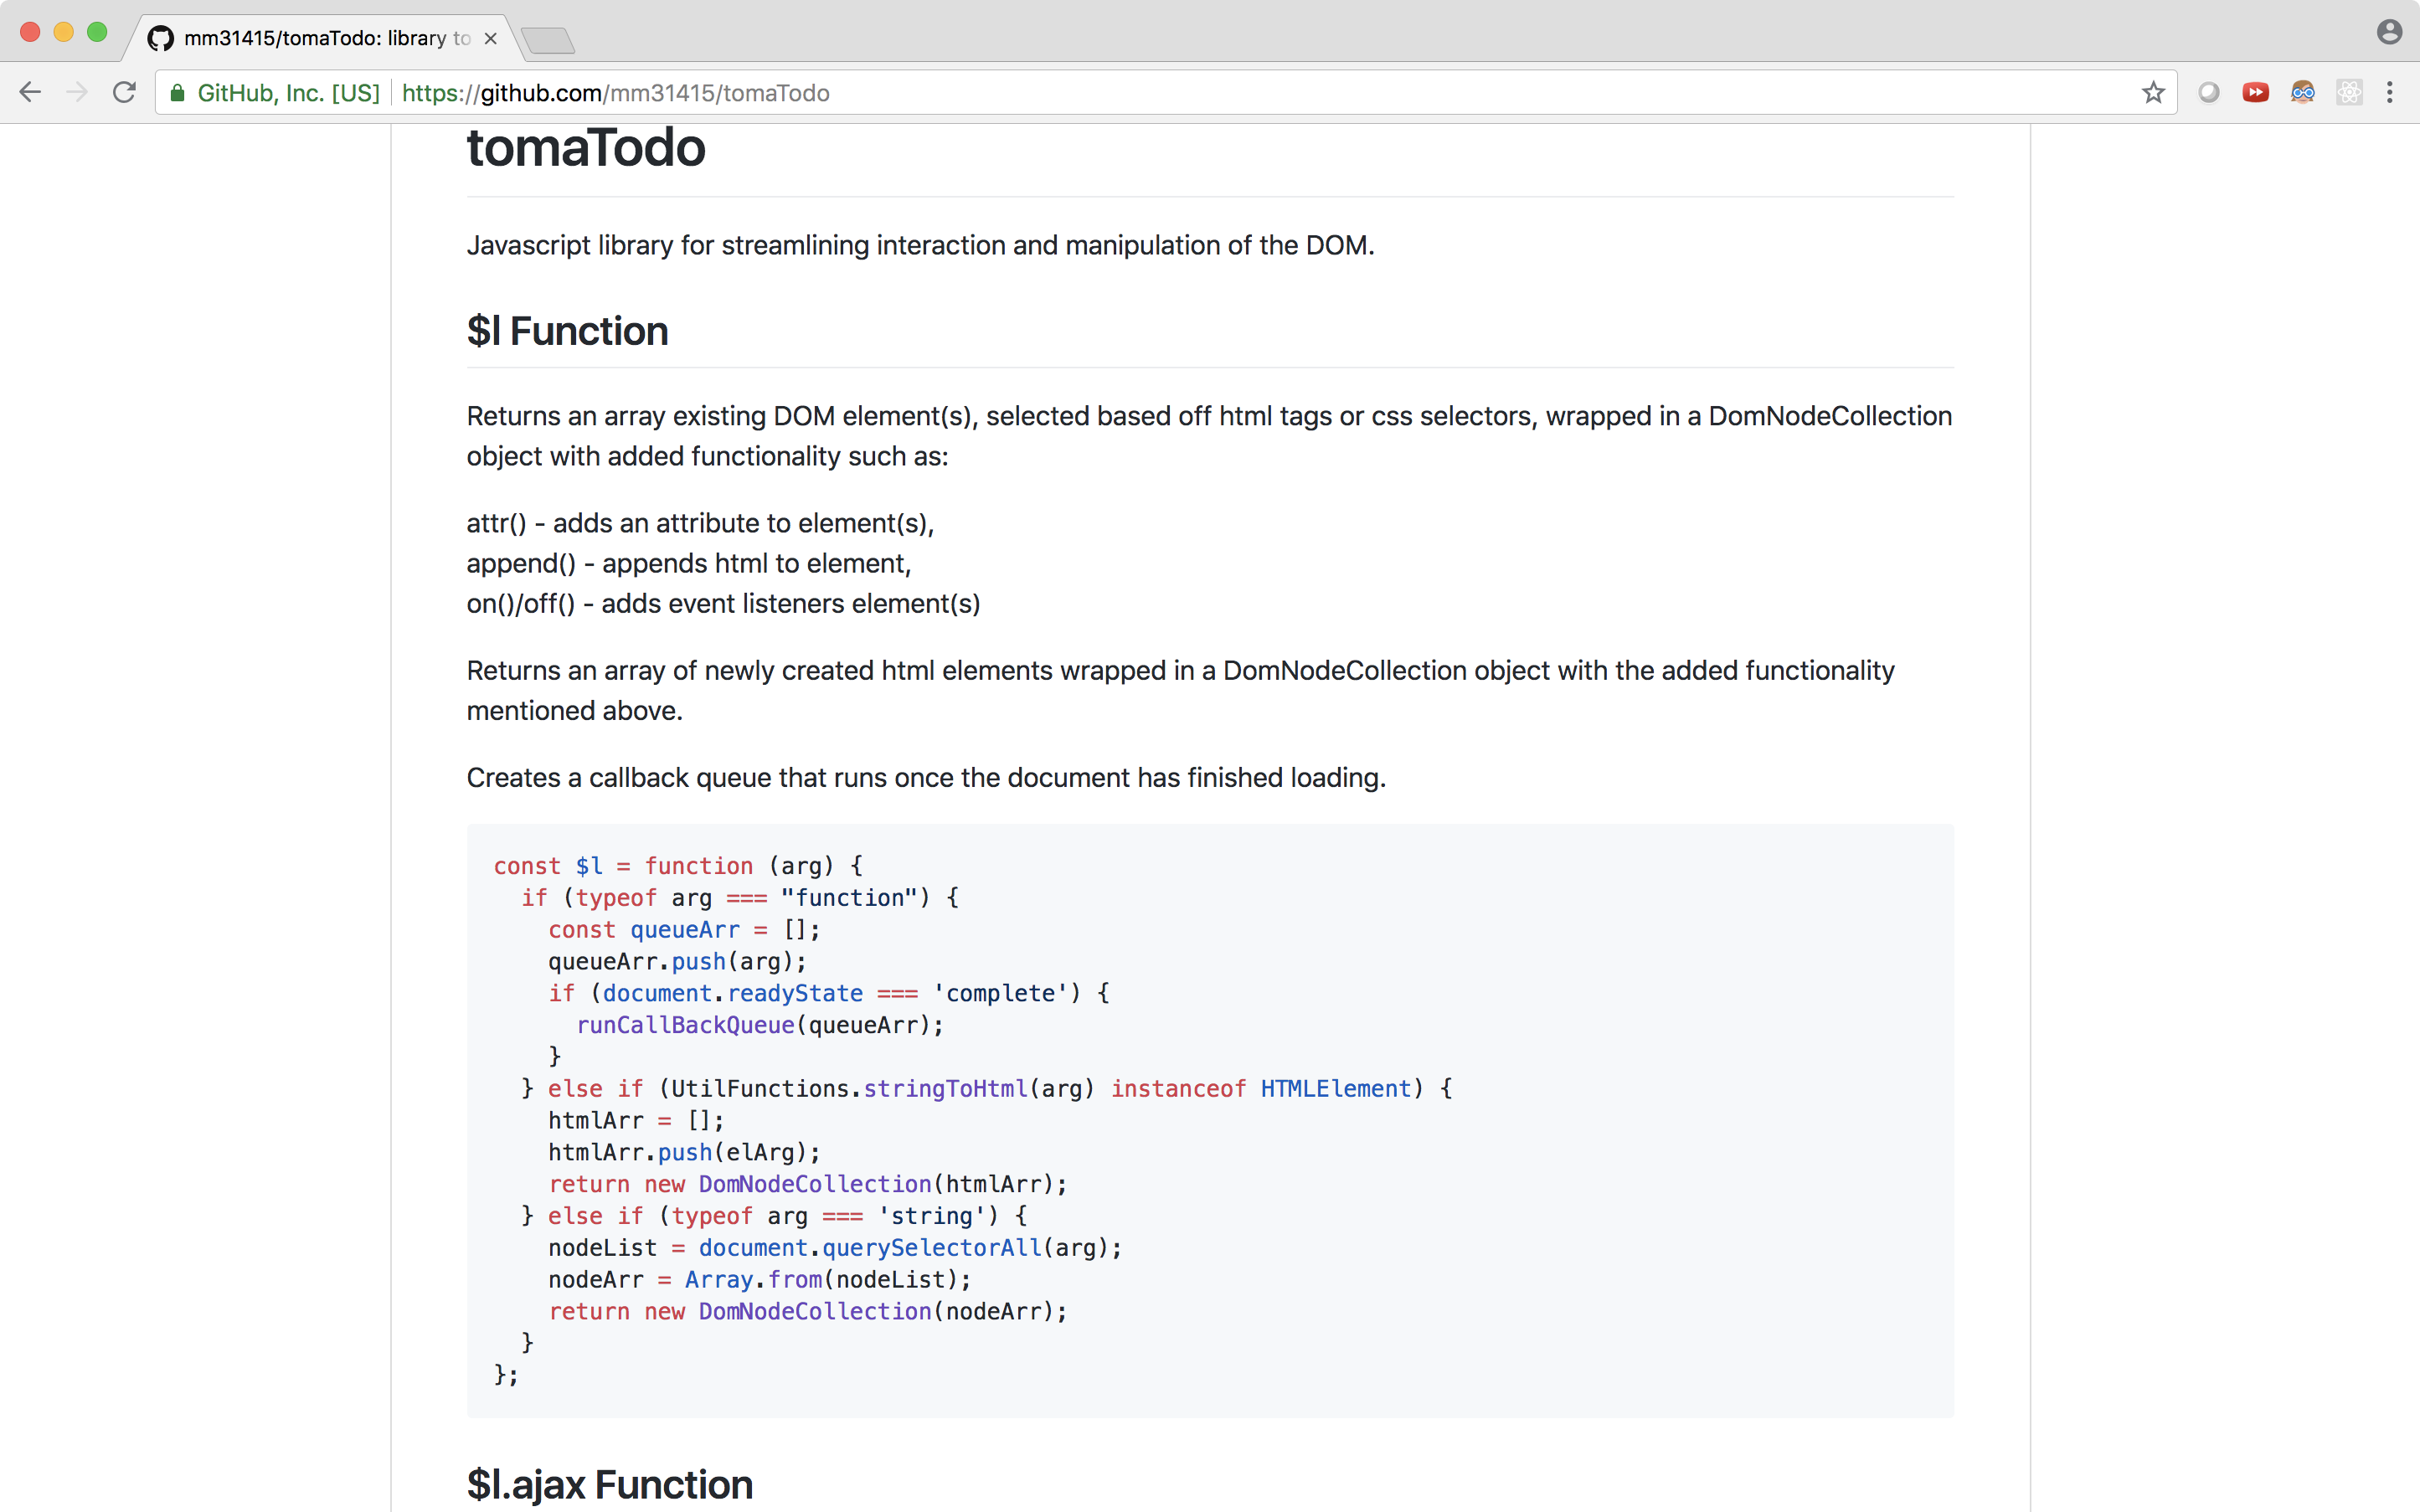 mm31415/tomaTodo: library to
GitHub, Inc. [US] https://github.com/mm31415/tomaTodo
tomaTodo
Javascript library for streamlining interaction and manipulation of the DOM.
$l Function
Returns an array existing DOM element(s), selected based off html tags or css selectors, wrapped in a DomNodeCollection
object with added functionality such as:
attr() - adds an attribute to element(s),
append() - appends html to element,
on()/off() - adds event listeners element(s)
Returns an array of newly created html elements wrapped in a DomNodeCollection object with the added functionality
mentioned above.
Creates a callback queue that runs once the document has finished loading.
const $l = function (arg) {
  if (typeof arg === "function") {
    const queueArr = [];
    queueArr.push(arg);
    if (document.readyState === 'complete') {
      runCallBackQueue(queueArr);
    }
  } else if (UtilFunctions.stringToHtml(arg) instanceof HTMLElement) {
    htmlArr = [];
    htmlArr.push(elArg);
    return new DomNodeCollection(htmlArr);
  } else if (typeof arg === 'string') {
    nodeList = document.querySelectorAll(arg);
    nodeArr = Array.from(nodeList);
    return new DomNodeCollection(nodeArr);
  }
};
$l.ajax Function